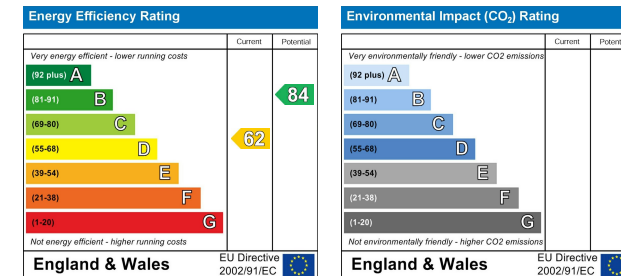 Energy Efficiency Rating
Current Potential
Very energy efficient - lower running costs
(92 plus) A
(81-91) B
84
(69-80) C
62
(55-68) D
(39-54) E
(21-38) F
(1-20) G
Not energy efficient - higher running costs
England & Wales
EU Directive
2002/91/EC
Environmental Impact (CO₂) Rating
Current Potent
Very environmentally friendly - lower CO2 emissions
(92 plus) A
(81-91) B
(69-80) C
(55-68) D
(39-54) E
(21-38) F
(1-20) G
Not environmentally friendly - higher CO2 emissions
England & Wales
EU Directive
2002/91/EC